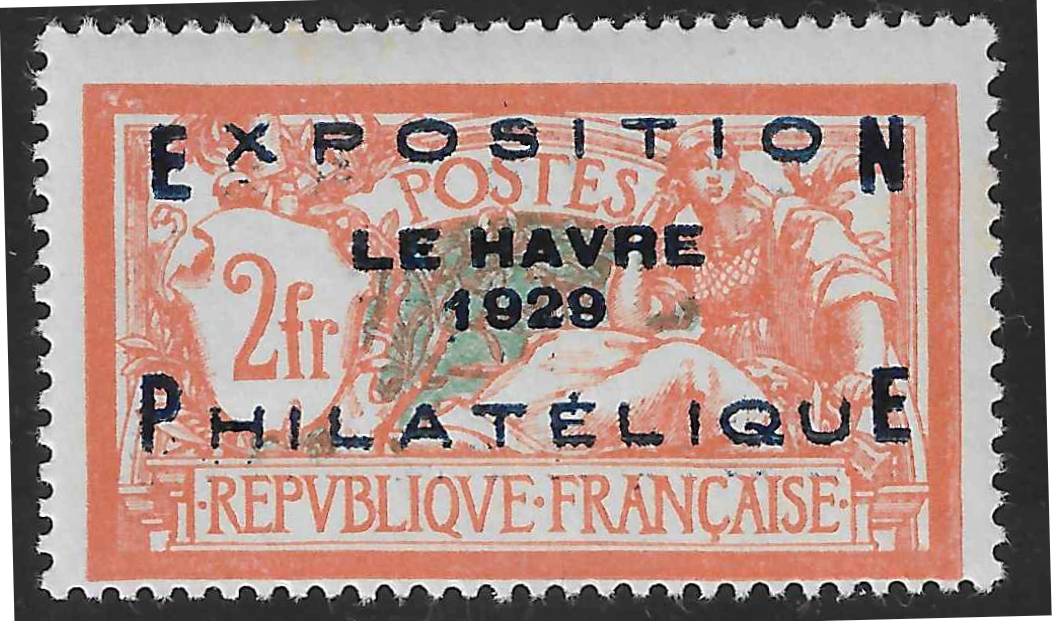 EXPOSITION
POSTES
LE HAVRE
1929
2fr
PHILATÉLIQUE
·REPVBLIQVE·FRANÇAISE·